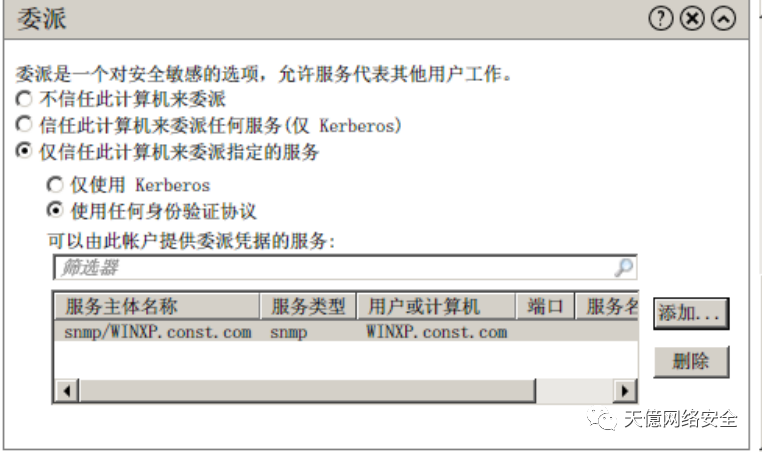 委派
委派是一个对安全敏感的选项，允许服务代表其他用户工作。
不信任此计算机来委派
信任此计算机来委派任何服务(仅 Kerberos)
仅信任此计算机来委派指定的服务
仅使用 Kerberos
使用任何身份验证协议
可以由此帐户提供委派凭据的服务:
筛选器
服务主体名称 服务类型 用户或计算机 端口 服务名
snmp/WINXP.const.com snmp WINXP.const.com
添加...
删除
天億网络安全